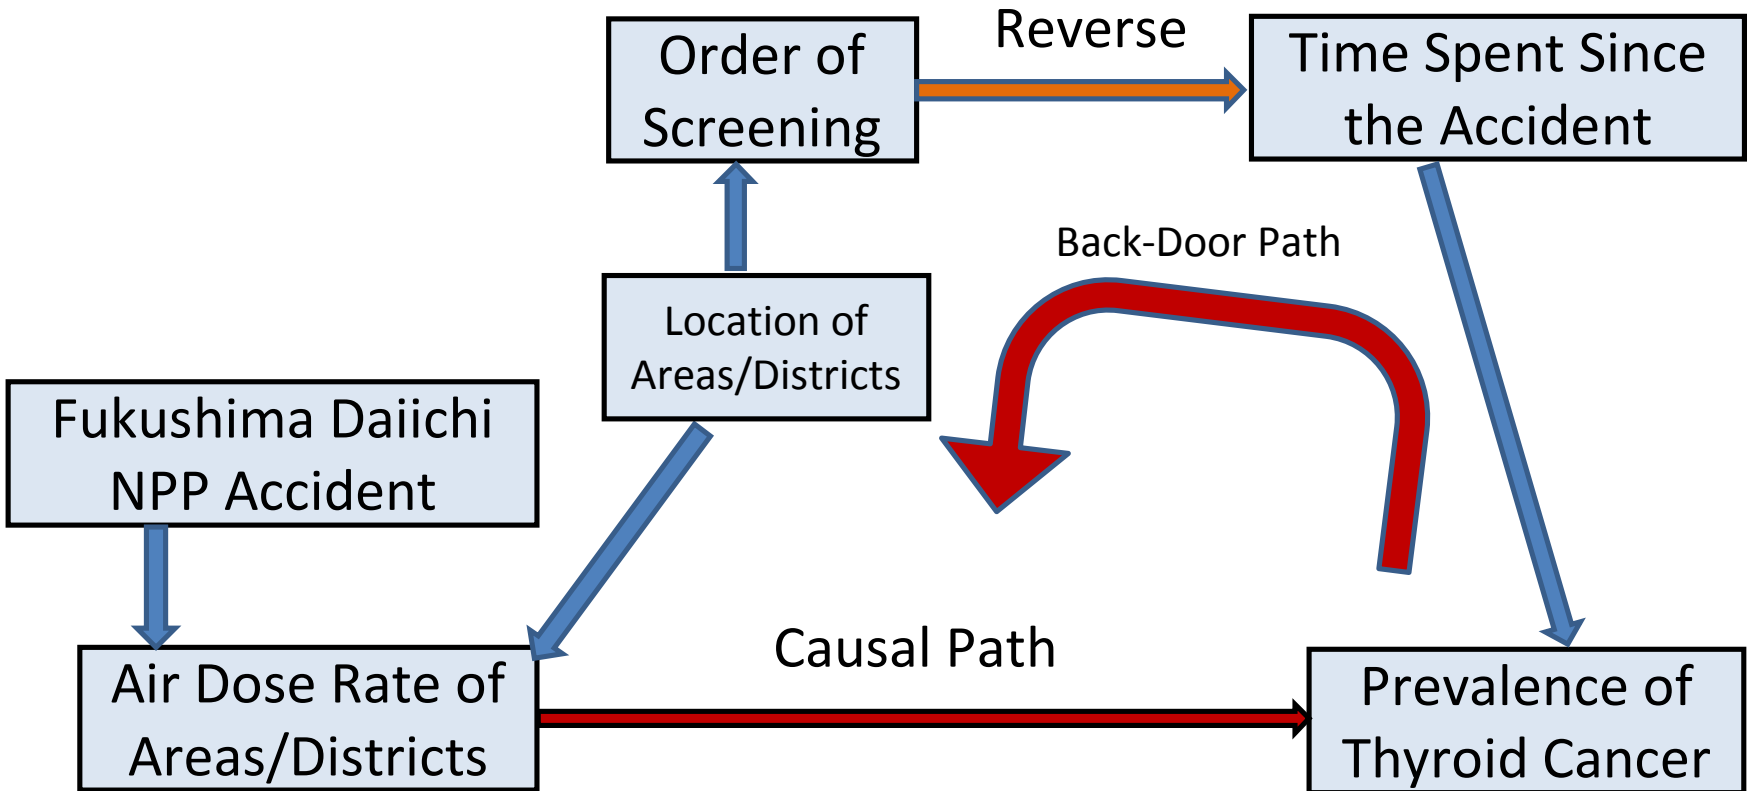 Order of
Screening
Reverse
Time Spent Since
the Accident
Back-Door Path
Location of
Areas/Districts
Fukushima Daiichi
NPP Accident
Causal Path
Air Dose Rate of
Areas/Districts
Prevalence of
Thyroid Cancer